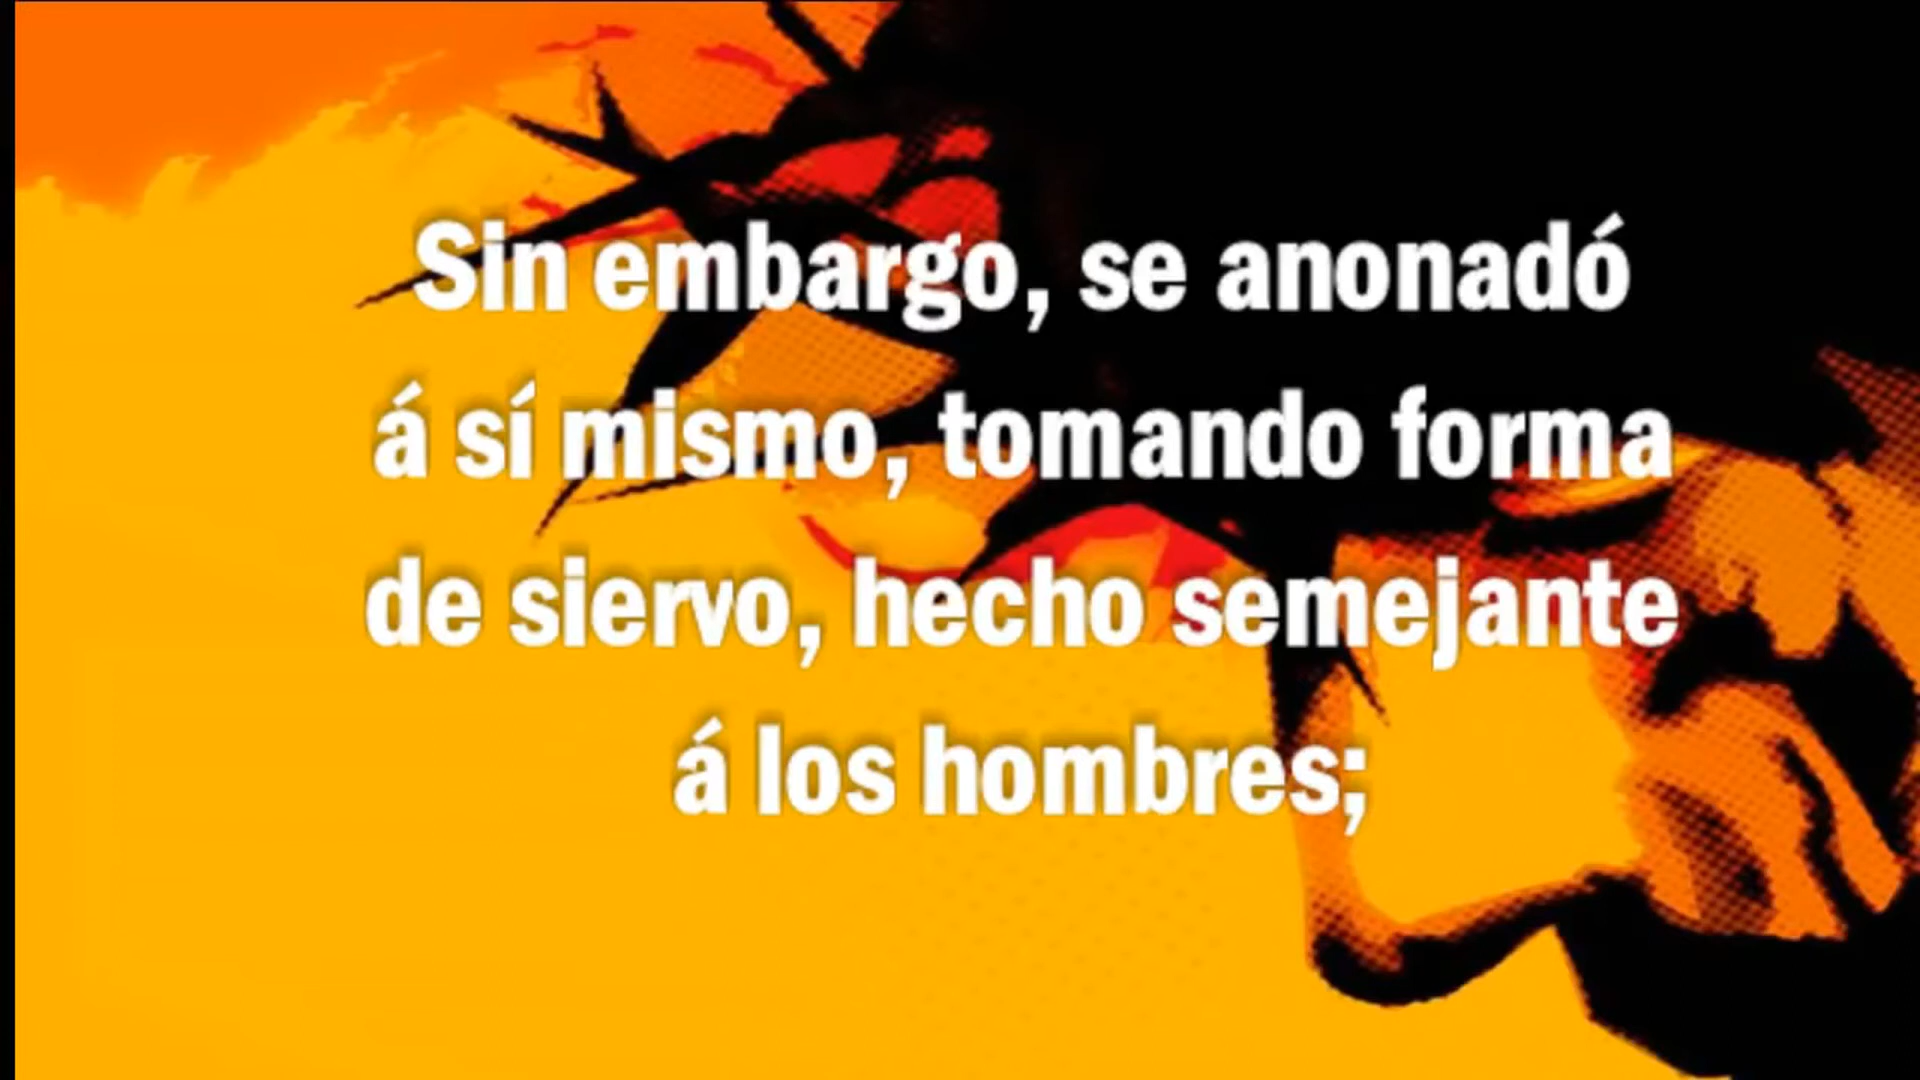 Sin embargo, se anonadó
á sí mismo, tomando forma
de siervo, hecho semejante
á los hombres;